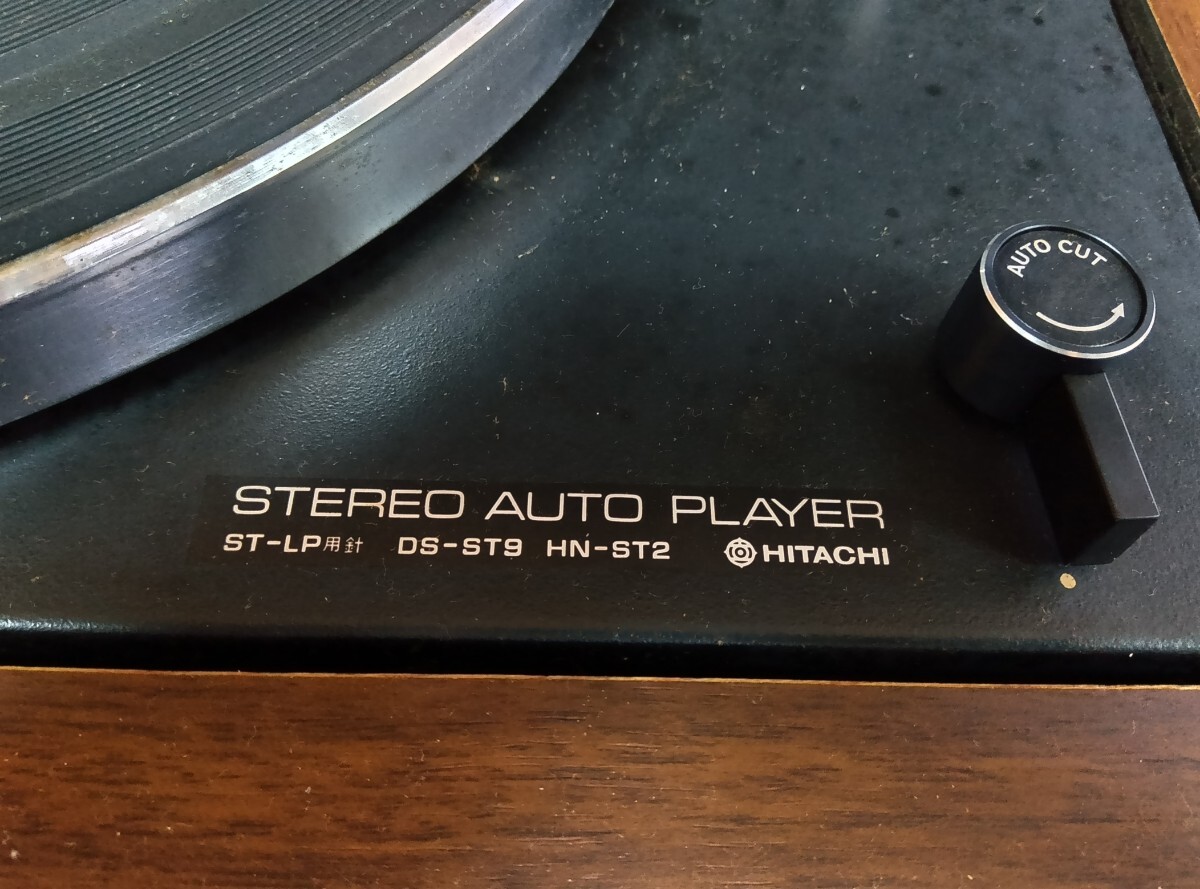 AUTO CUT
STEREO AUTO PLAYER
ST-LP用針 DS-ST9 HN-ST2 HITACHI